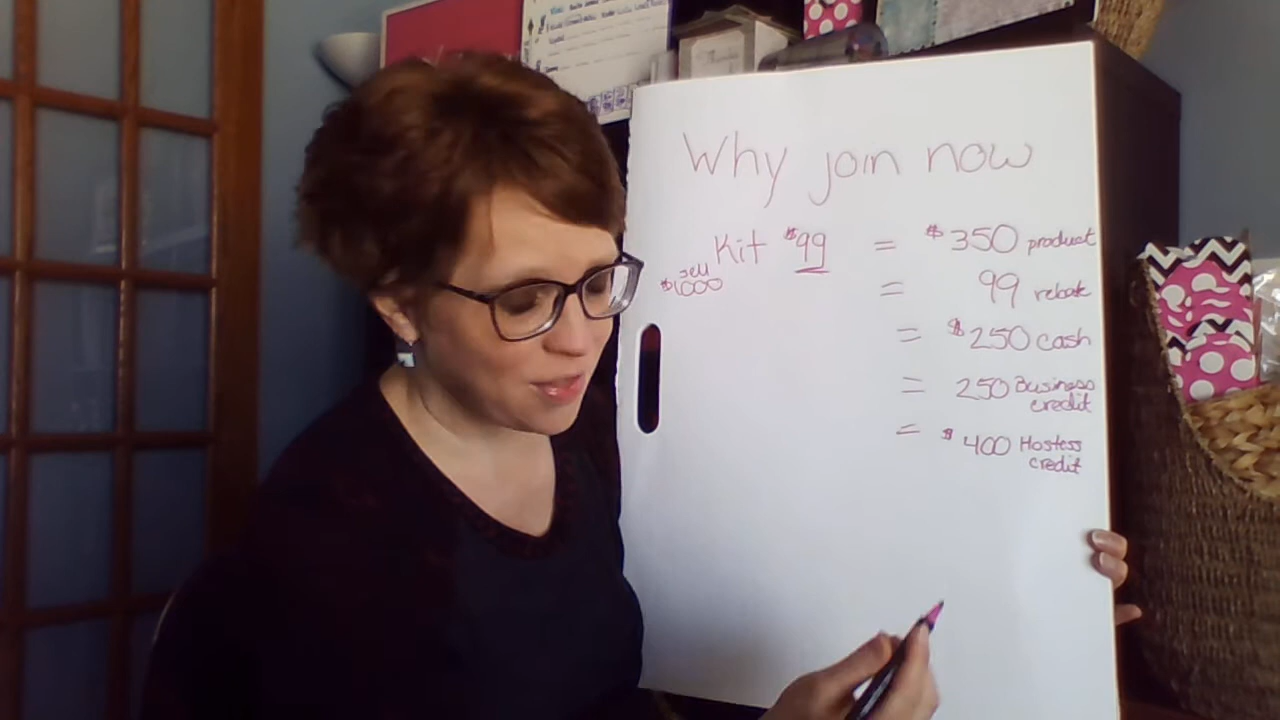 Why join now
Kit $99 = $350 product
sell
$1000
= 99 rebate
= $250 cash
= 250 Business
credit
= $400 Hostess
credit